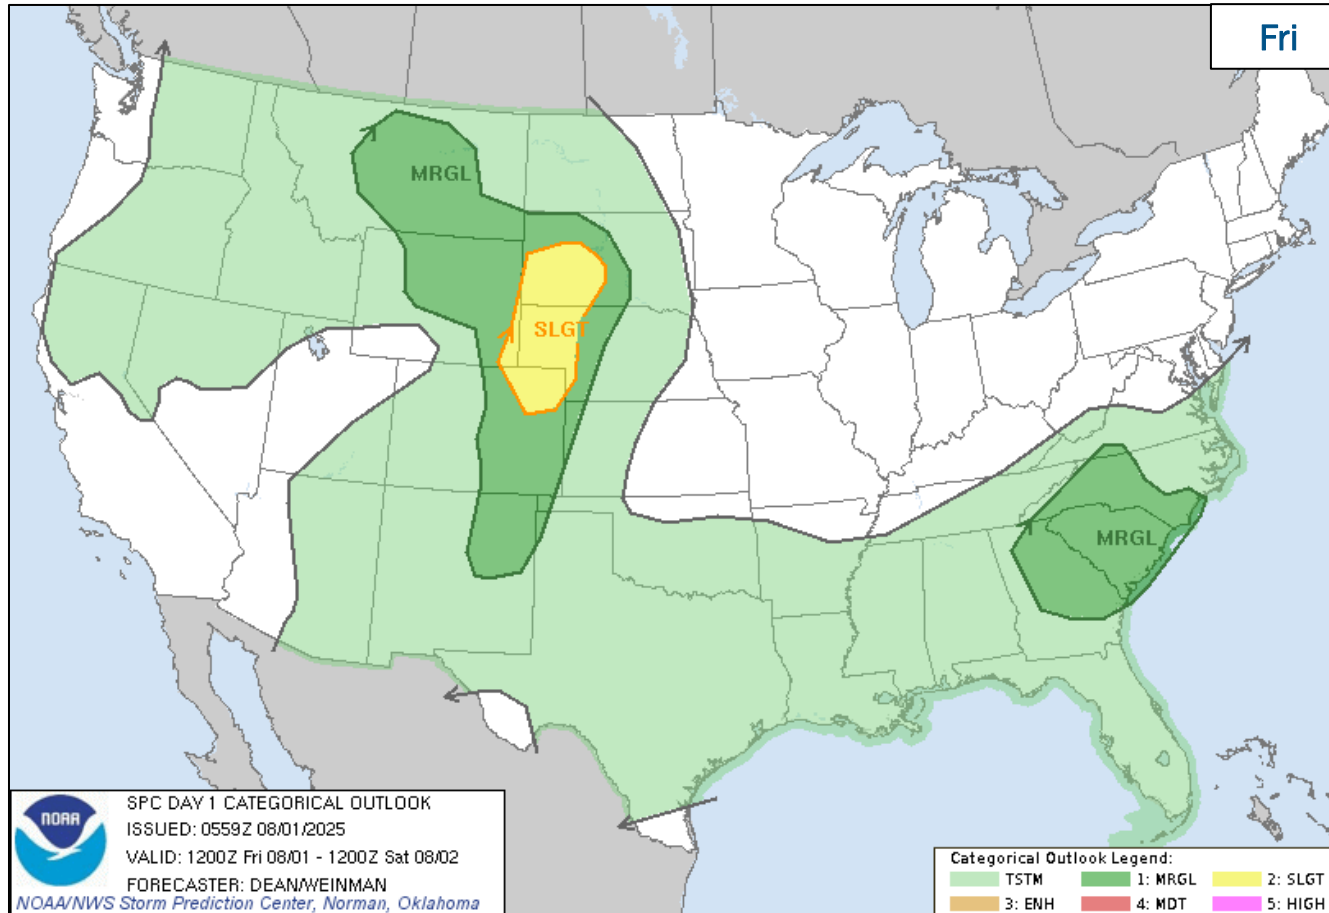 Fri
MRGL
SLGT
MRGL
NOAA
SPC DAY 1 CATEGORICAL OUTLOOK
ISSUED: 0559Z 08/01/2025
VALID: 1200Z Fri 08/01 - 1200Z Sat 08/02
FORECASTER: DEAN/WEINMAN
NOAA/NWS Storm Prediction Center, Norman, Oklahoma
Categorical Outlook Legend:
TSTM 1: MRGL 2: SLGT
3: ENH 4: MDT 5: HIGH